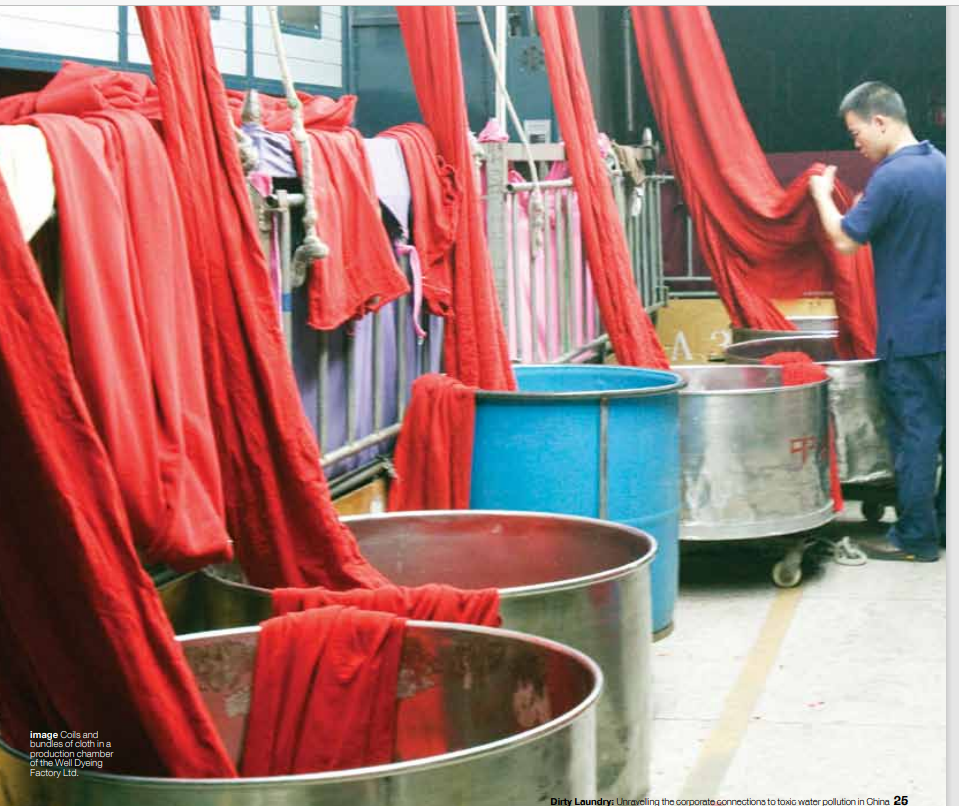 A 3
image Coils and
bundles of cloth in a
production chamber
of the Well Dyeing
Factory Ltd.
Dirty Laundry: Unravelling the corporate connections to toxic water pollution in China 25